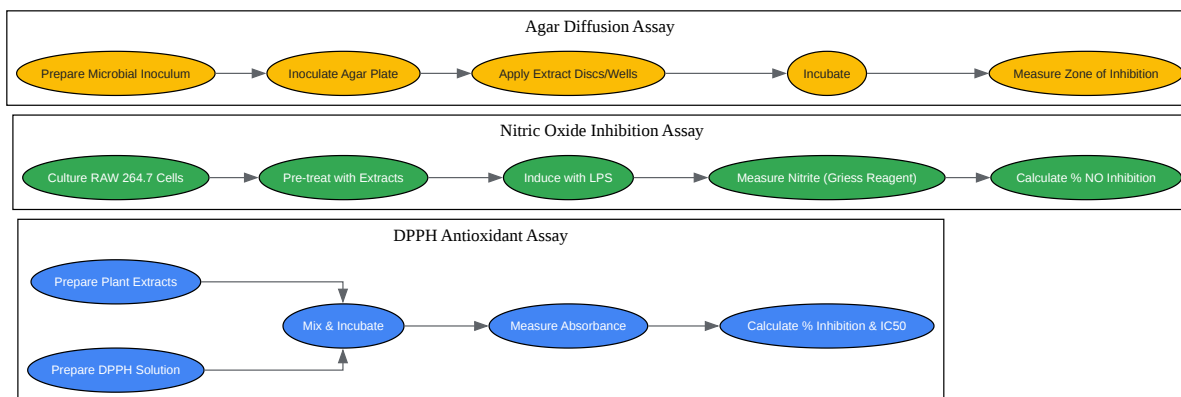 Agar Diffusion Assay
Prepare Microbial Inoculum
Inoculate Agar Plate
Apply Extract Discs/Wells
Incubate
Measure Zone of Inhibition
Nitric Oxide Inhibition Assay
Culture RAW 264.7 Cells
Pre-treat with Extracts
Induce with LPS
Measure Nitrite (Griess Reagent)
Calculate % NO Inhibition
DPPH Antioxidant Assay
Prepare Plant Extracts
Prepare DPPH Solution
Mix & Incubate
Measure Absorbance
Calculate % Inhibition & IC50